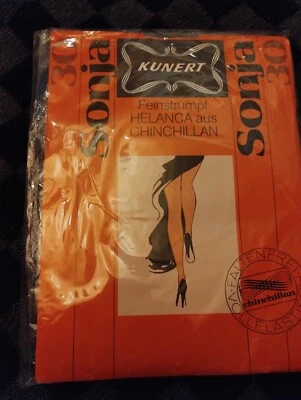 KUNERT
Feinstrumpf
HELANCA aus
CHINCHILLAN
Sonja
30
Sonja
30
chinchillan